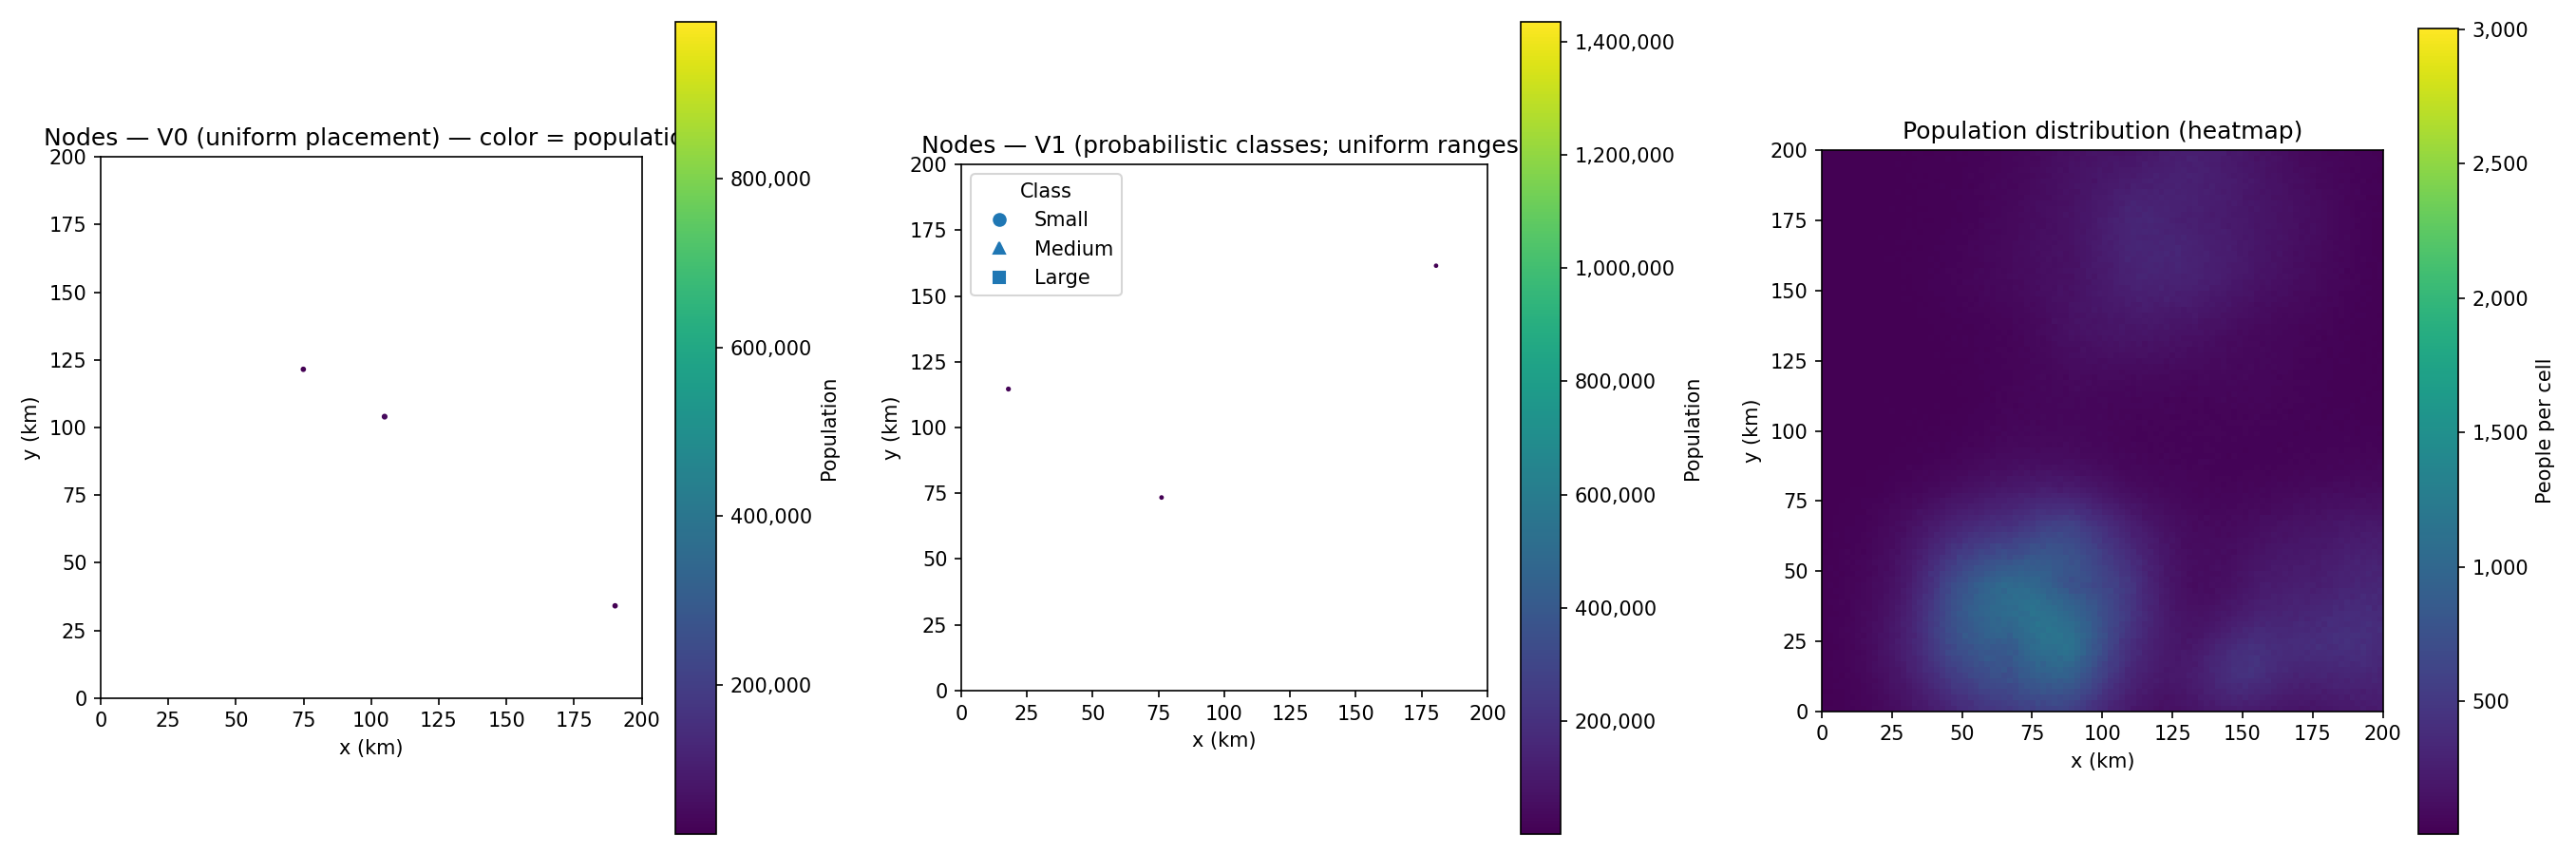 Nodes — V0 (uniform placement) — color = populatio
200
175
150
125
100
75
50
25
0
0 25 50 75 100 125 150 175 200
x (km)
y (km)
800,000
600,000
400,000
200,000
Population
Nodes — V1 (probabilistic classes; uniform ranges
Class
Small
Medium
Large
200
175
150
125
100
75
50
25
0
0 25 50 75 100 125 150 175 200
x (km)
y (km)
1,400,000
1,200,000
1,000,000
800,000
600,000
400,000
200,000
Population
Population distribution (heatmap)
200
175
150
125
100
75
50
25
0
0 25 50 75 100 125 150 175 200
x (km)
y (km)
3,000
2,500
2,000
1,500
1,000
500
People per cell